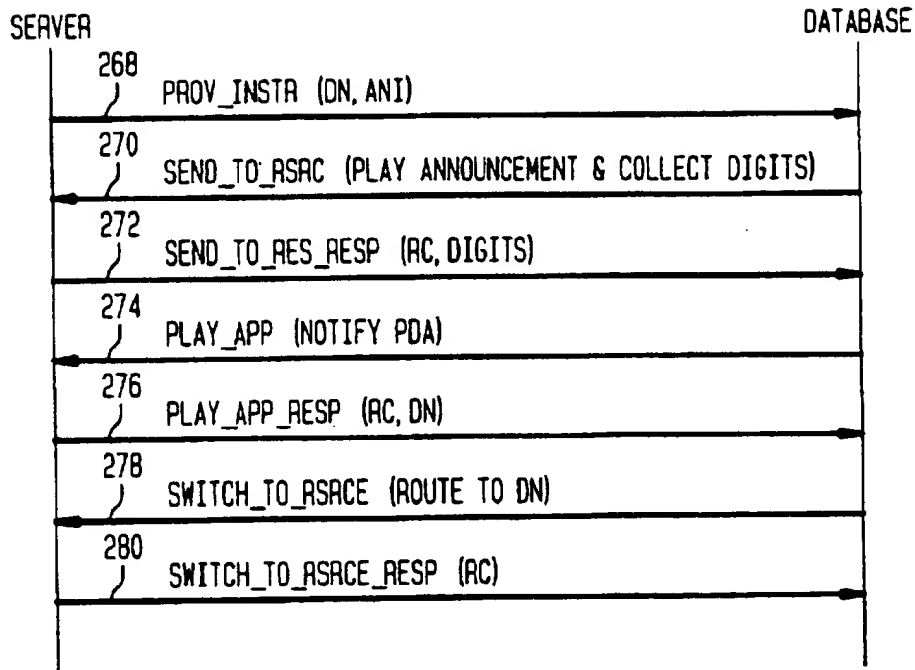 SERVER
DATABASE
268
PROV_INSTR (DN, ANI)
270
SEND_TO_RSRC (PLAY ANNOUNCEMENT & COLLECT DIGITS)
272
SEND_TO_RES_RESP (RC, DIGITS)
274
PLAY_APP (NOTIFY PDA)
276
PLAY_APP_RESP (RC, DN)
278
SWITCH_TO_RSRCE (ROUTE TO DN)
280
SWITCH_TO_RSRCE_RESP (RC)